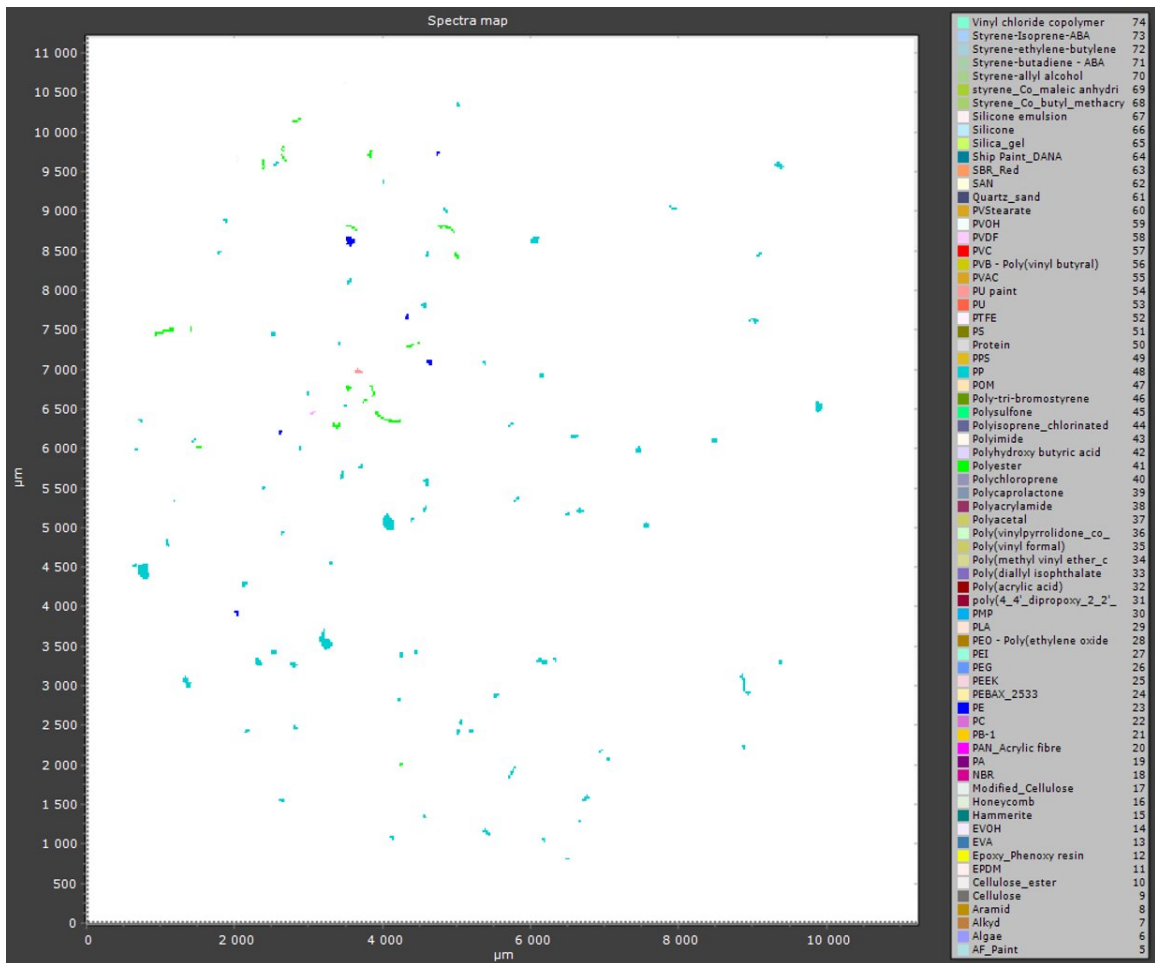 Spectra map
11 000
10 500
10 000
9 500
9 000
8 500
8 000
7 500
7 000
6 500
6 000
5 500
5 000
4 500
4 000
3 500
3 000
2 500
2 000
1 500
1 000
500
0
µm
0 2 000 4 000 6 000 8 000 10 000
µm
Vinyl chloride copolymer 74
Styrene-Isoprene-ABA 73
Styrene-ethylene-butylene 72
Styrene-butadiene - ABA 71
Styrene-allyl alcohol 70
styrene_Co_maleic anhydri 69
Styrene_Co_butyl_methacry 68
Silicone emulsion 67
Silicone 66
Silica_gel 65
Ship Paint_DANA 64
SBR_Red 63
SAN 62
Quartz_sand 61
PVStearate 60
PVOH 59
PVDF 58
PVC 57
PVB - Poly(vinyl butyral) 56
PVAC 55
PU paint 54
PU 53
PTFE 52
PS 51
Protein 50
PPS 49
PP 48
POM 47
Poly-tri-bromostyrene 46
Polysulfone 45
Polyisoprene_chlorinated 44
Polyimide 43
Polyhydroxy butyric acid 42
Polyester 41
Polychloroprene 40
Polycaprolactone 39
Polyacrylamide 38
Polyacetal 37
Poly(vinylpyrrolidone_co_ 36
Poly(vinyl formal) 35
Poly(methyl vinyl ether_c 34
Poly(diallyl isophthalate 33
Poly(acrylic acid) 32
poly(4_4'_dipropoxy_2_2'_ 31
PMP 30
PLA 29
PEO - Poly(ethylene oxide 28
PEI 27
PEG 26
PEEK 25
PEBAX_2533 24
PE 23
PC 22
PB-1 21
PAN_Acrylic fibre 20
PA 19
NBR 18
Modified_Cellulose 17
Honeycomb 16
Hammerite 15
EVOH 14
EVA 13
Epoxy_Phenoxy resin 12
EPDM 11
Cellulose_ester 10
Cellulose 9
Aramid 8
Alkyd 7
Algae 6
AF_Paint 5